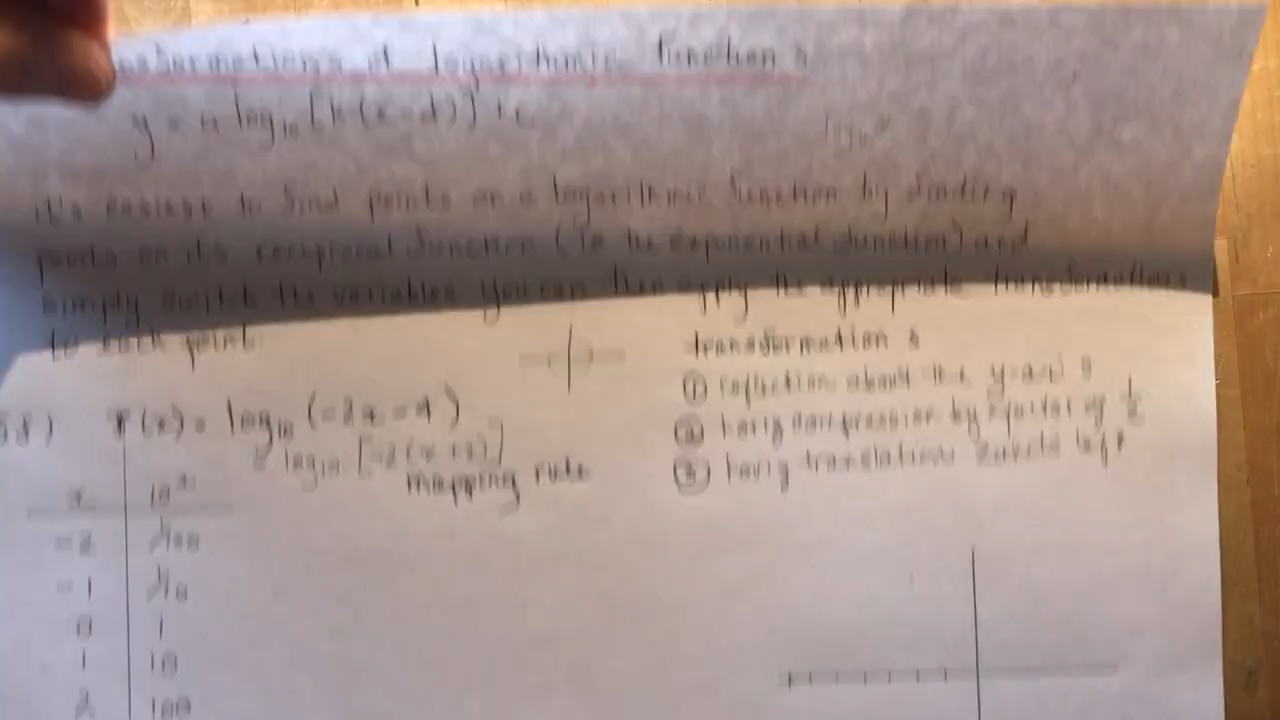 transformations of logarithmic functions
y = a log₁₀ [k(x-d)] + c
it's easiest to find points on a logarithmic function by finding
points on it's reciprocal function (ie the exponential function) and
simply switch the variables you can then apply the appropriate transformations
to each point
transformations
① reflection about the y-axis
② horiz compression by a factor of 1/2
③ horiz translation 2 units left
f(x) = log₁₀ (-2x-4)
= log₁₀ [-2(x+2)]
mapping rule
x 10ˣ
-2 1/100
-1 1/10
0 1
1 10
2 100